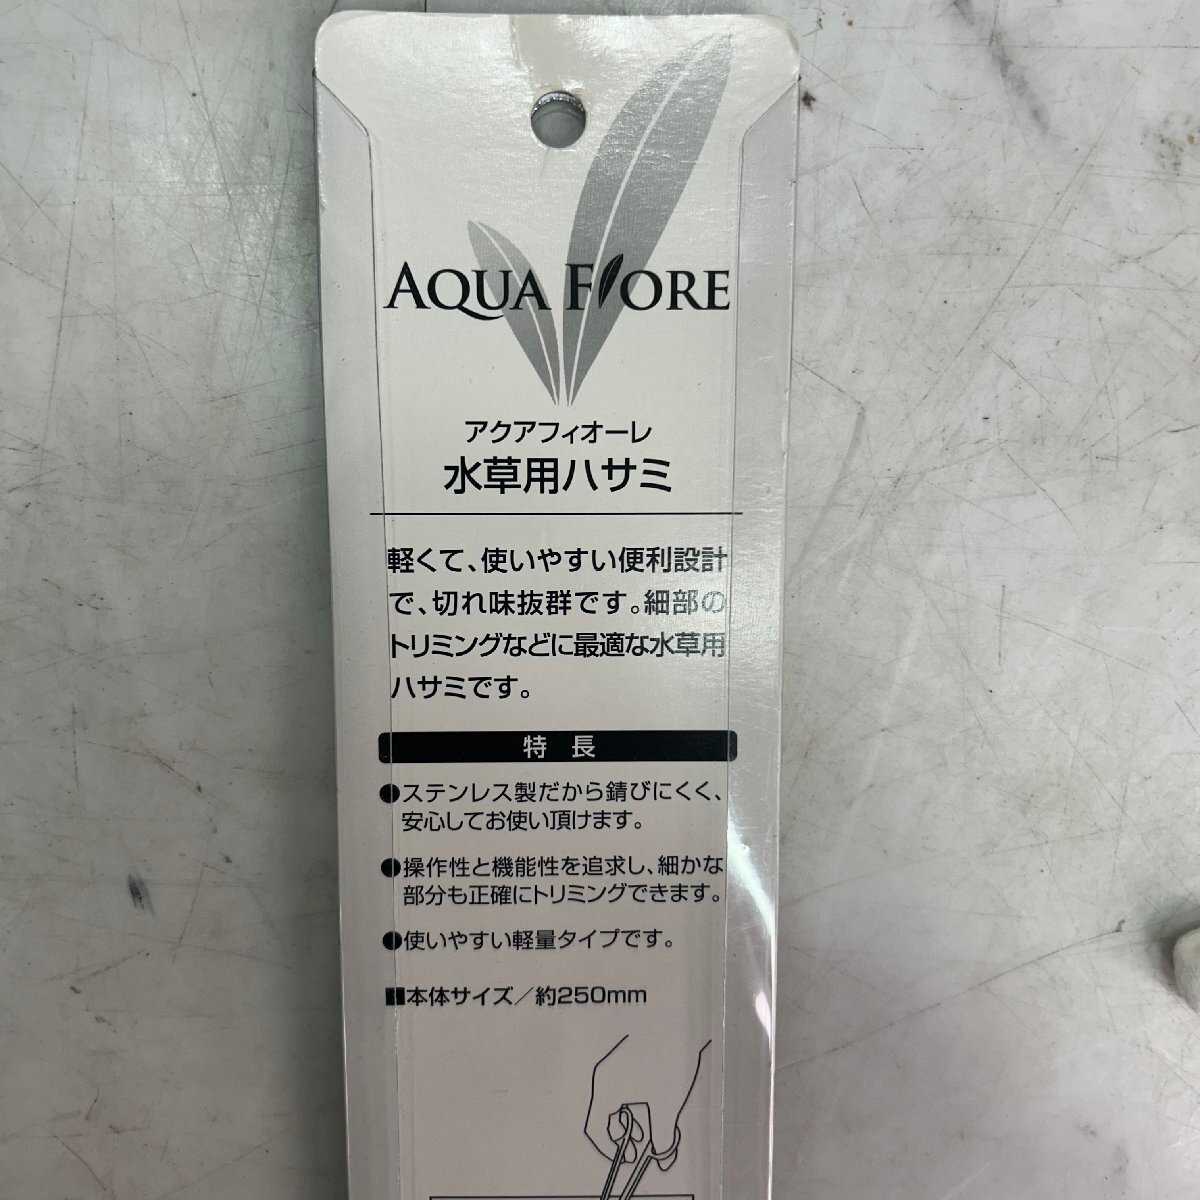 AQUA FIORE
アクアフィオーレ
水草用ハサミ
軽くて、使いやすい便利設計
で、切れ味抜群です。細部の
トリミングなどに最適な水草用
ハサミです。
特 長
●ステンレス製だから錆びにくく、
安心してお使い頂けます。
●操作性と機能性を追求し、細かな
部分も正確にトリミングできます。
●使いやすい軽量タイプです。
■本体サイズ／約250mm